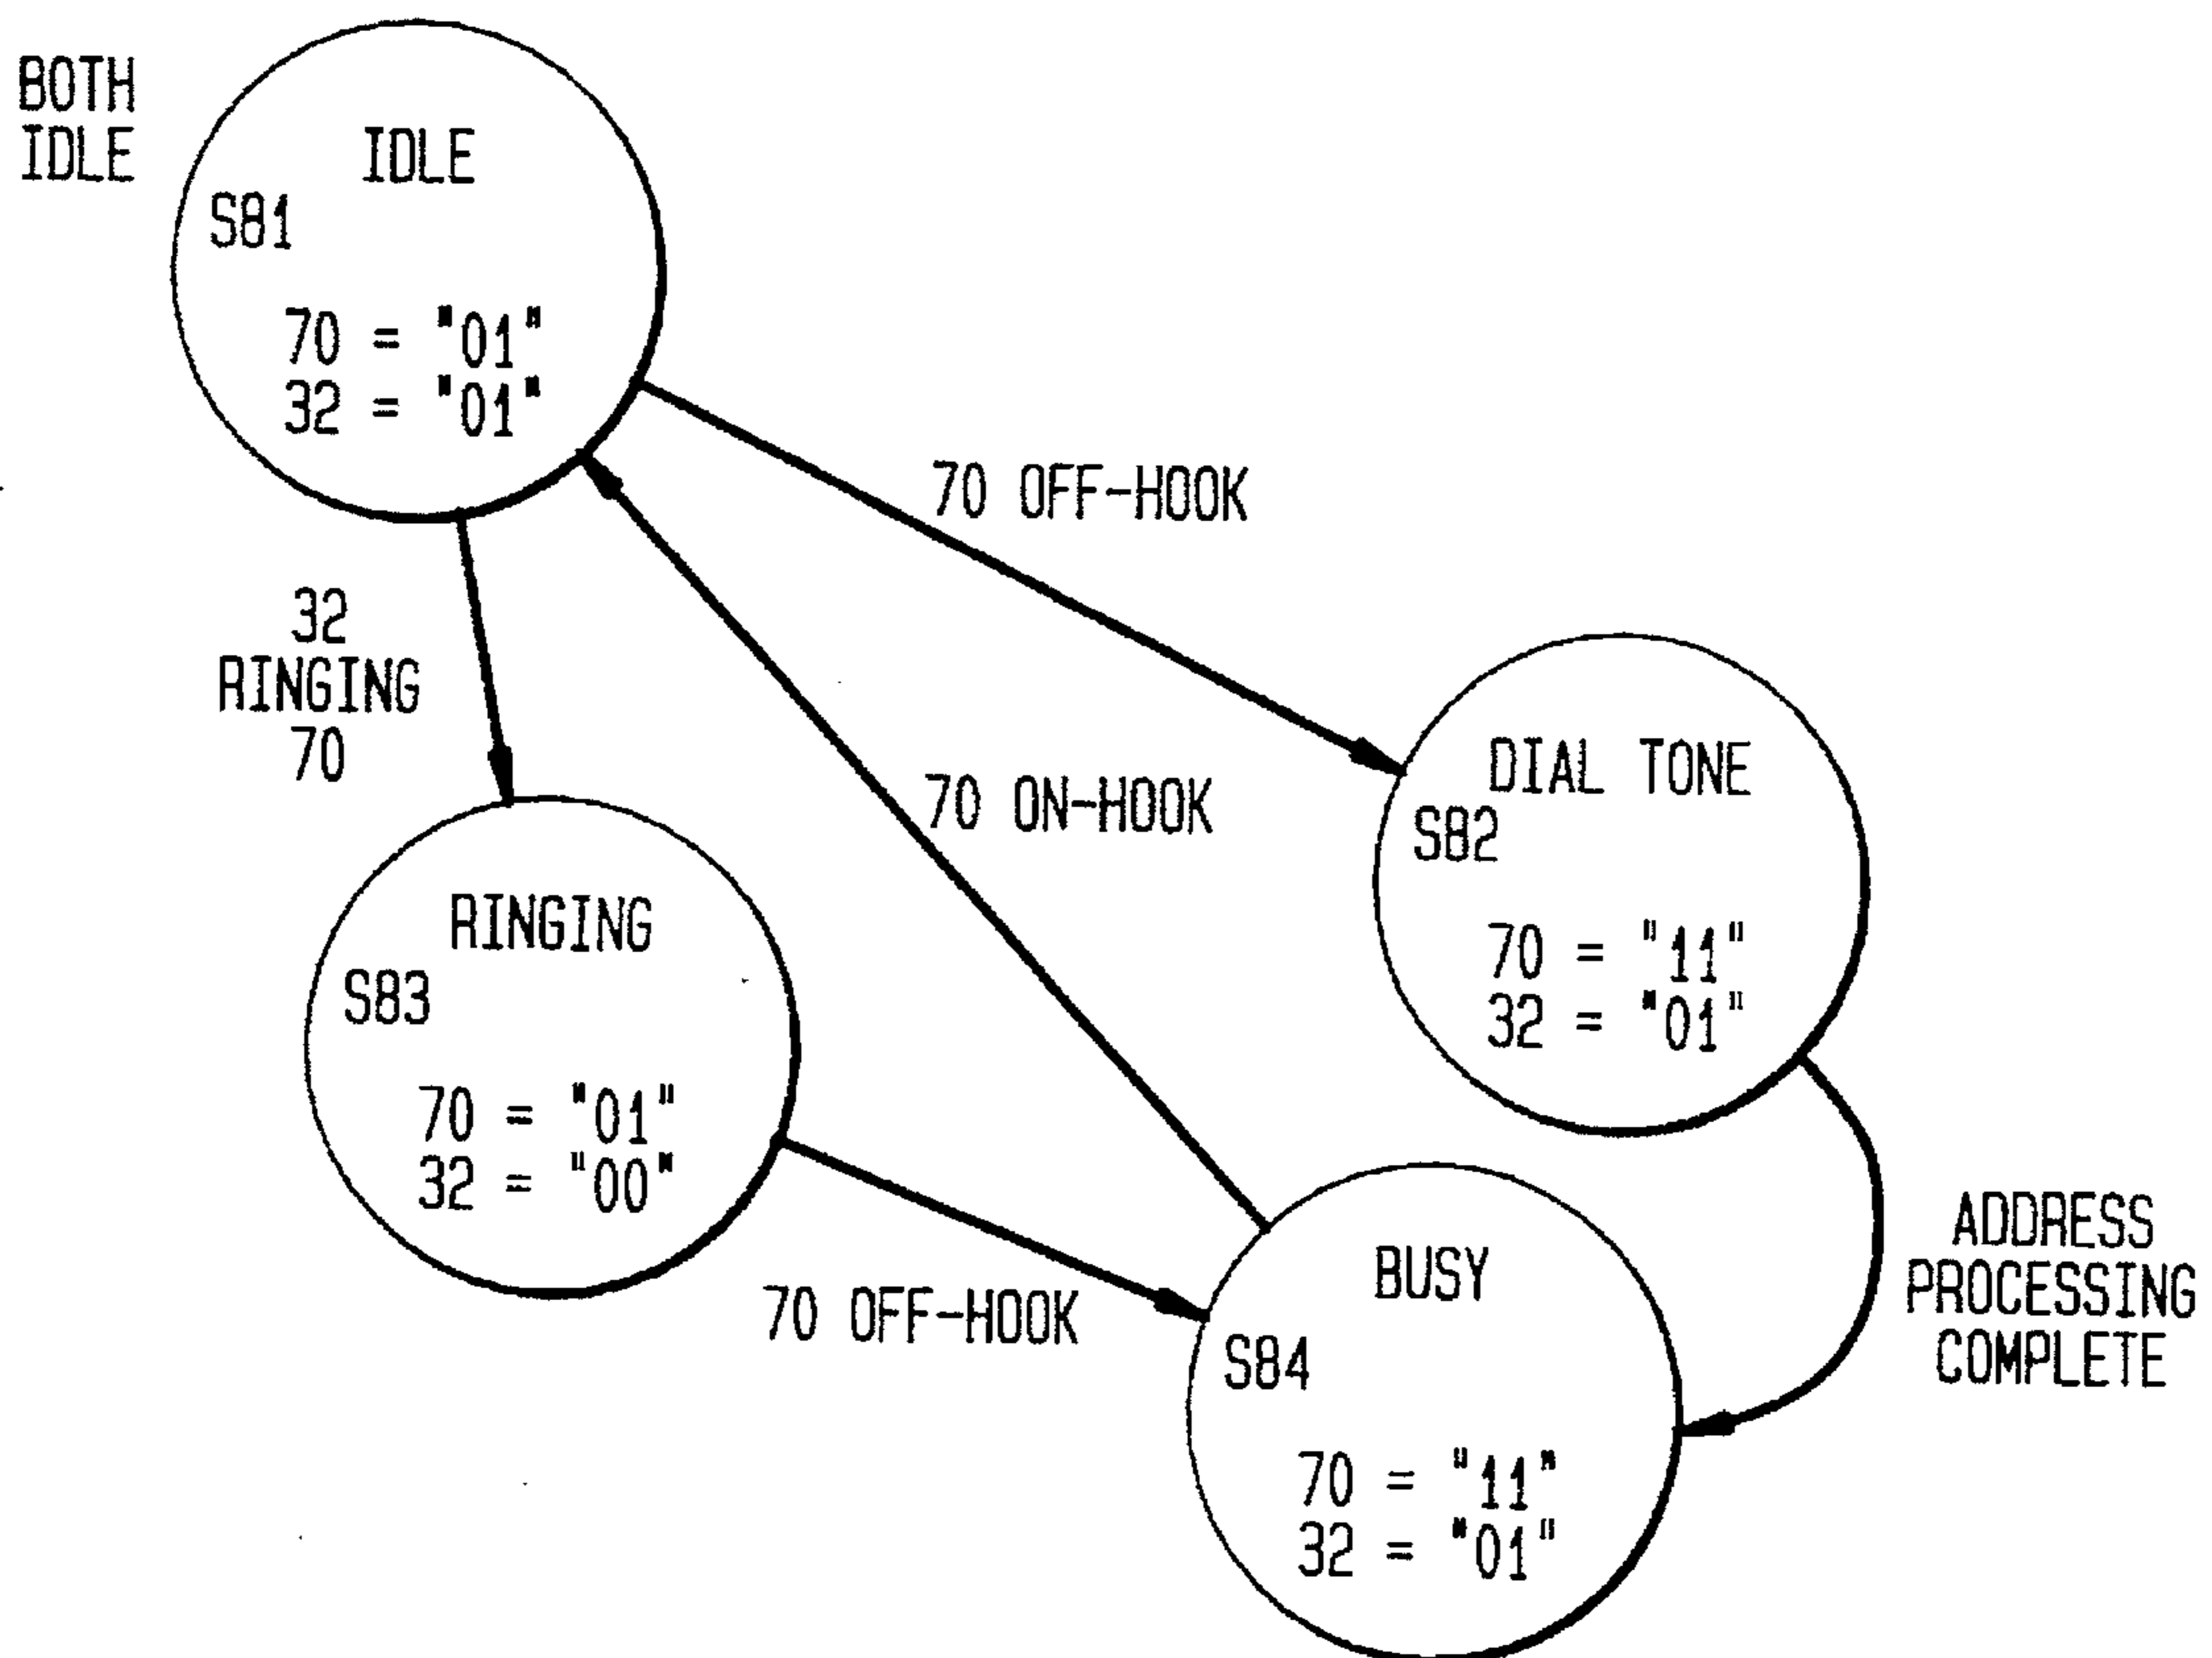 BOTH
IDLE
IDLE
S81
70 = "01"
32 = "01"
70 OFF-HOOK
32
RINGING
70
70 ON-HOOK
DIAL TONE
S82
70 = "11"
32 = "01"
RINGING
S83
70 = "01"
32 = "00"
70 OFF-HOOK
BUSY
S84
70 = "11"
32 = "01"
ADDRESS
PROCESSING
COMPLETE